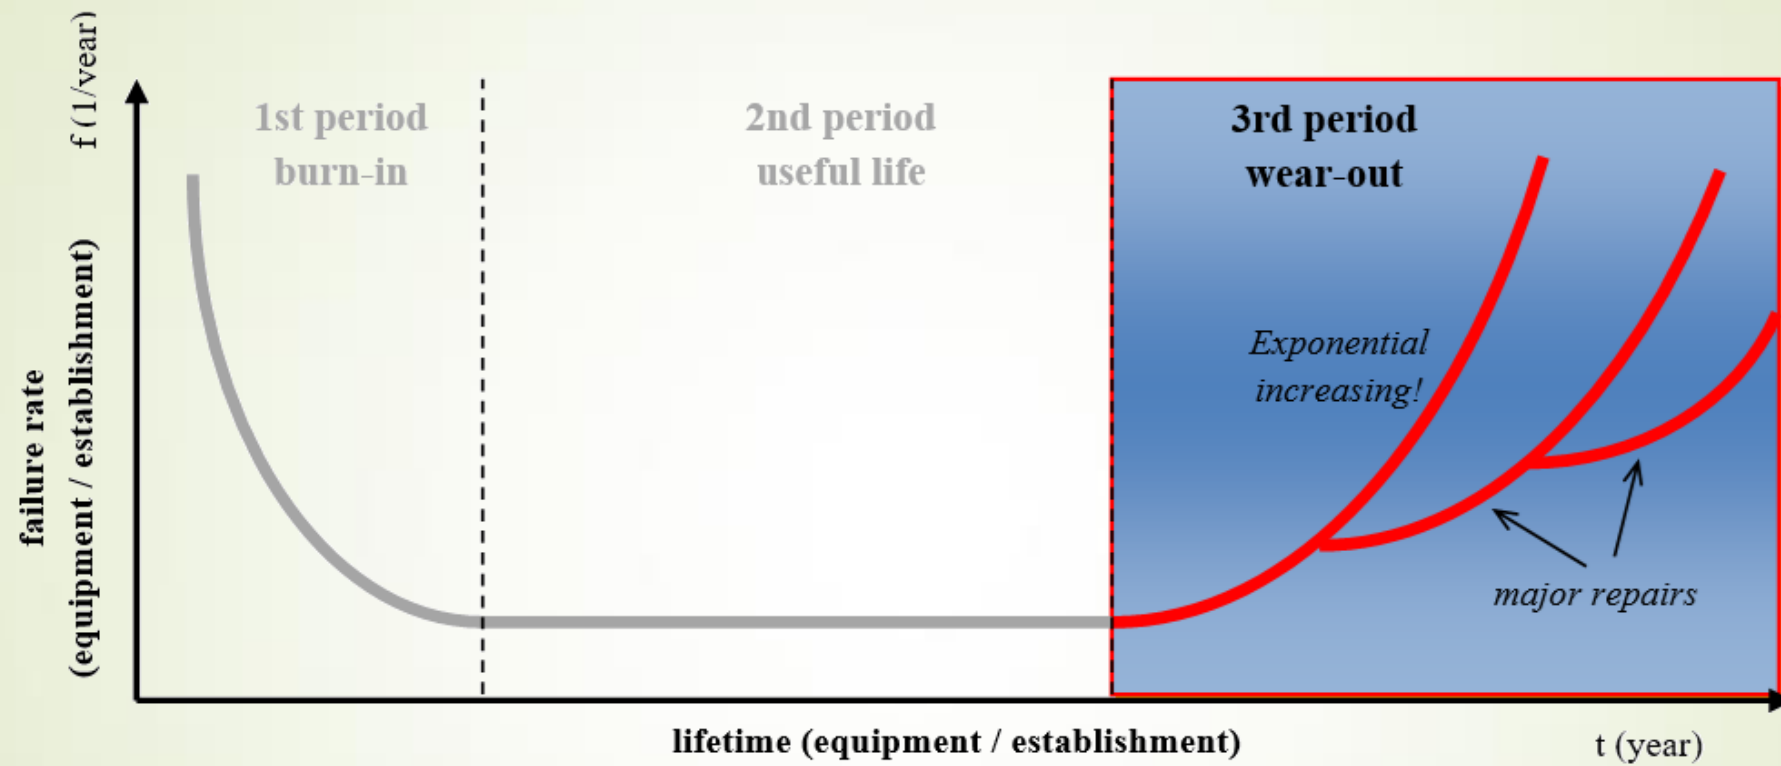 f (1/year)
failure rate
(equipment / establishment)
1st period
burn-in
2nd period
useful life
3rd period
wear-out
Exponential
increasing!
major repairs
lifetime (equipment / establishment)
t (year)